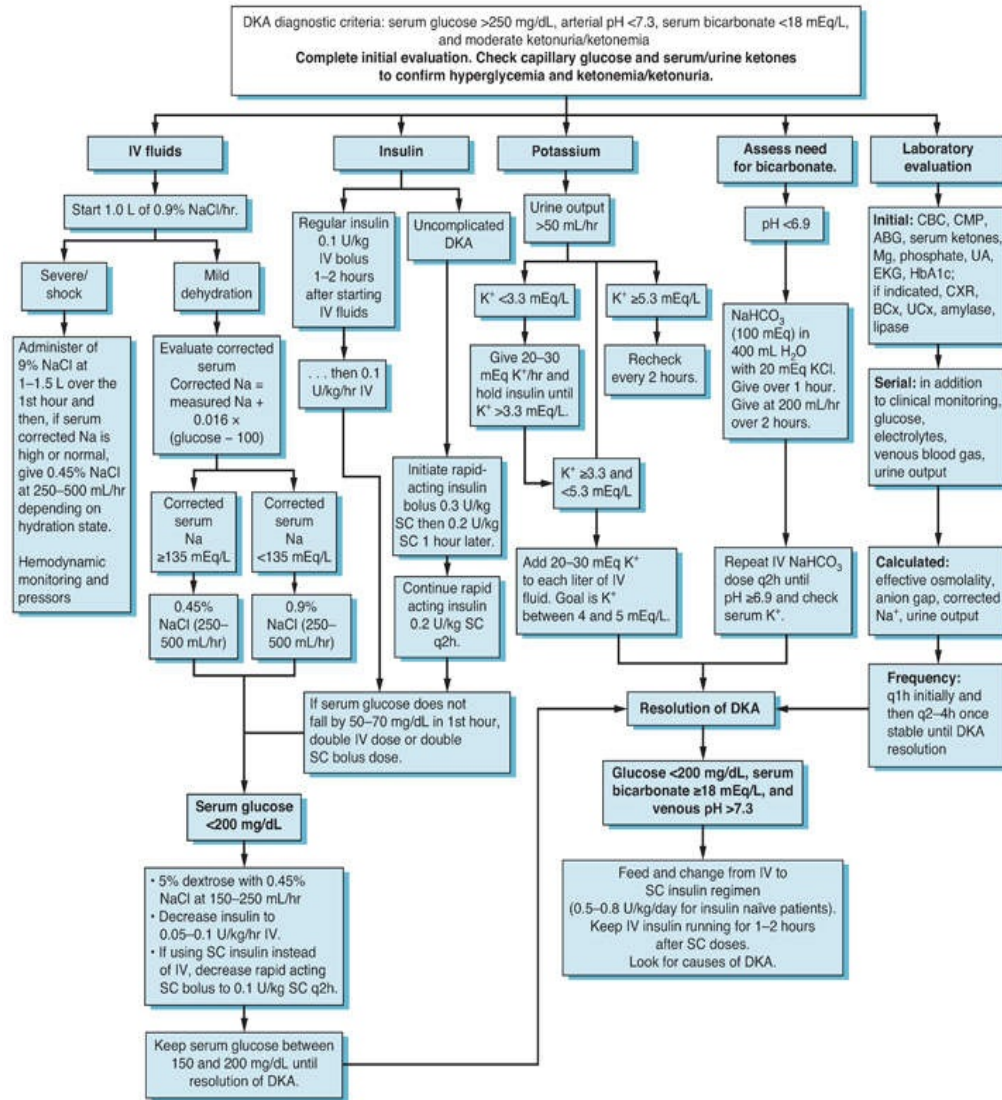 DKA diagnostic criteria: serum glucose >250 mg/dL, arterial pH <7.3, serum bicarbonate <18 mEq/L,
and moderate ketonuria/ketonemia
Complete initial evaluation. Check capillary glucose and serum/urine ketones
to confirm hyperglycemia and ketonemia/ketonuria.
IV fluids
Start 1.0 L of 0.9% NaCl/hr.
Severe/
shock
Administer of
9% NaCl at
1–1.5 L over the
1st hour and
then, if serum
corrected Na is
high or normal,
give 0.45% NaCl
at 250–500 mL/hr
depending on
hydration state.
Hemodynamic
monitoring and
pressors
Mild
dehydration
Evaluate corrected
serum
Corrected Na =
measured Na +
0.016 ×
(glucose – 100)
Corrected
serum
Na
≥135 mEq/L
Corrected
serum
Na
<135 mEq/L
0.45%
NaCl (250–
500 mL/hr)
0.9%
NaCl (250–
500 mL/hr)
Insulin
Regular insulin
0.1 U/kg
IV bolus
1–2 hours
after starting
IV fluids
. . . then 0.1
U/kg/hr IV
Uncomplicated
DKA
Initiate rapid-
acting insulin
bolus 0.3 U/kg
SC then 0.2 U/kg
SC 1 hour later.
Continue rapid
acting insulin
0.2 U/kg SC
q2h.
If serum glucose does not
fall by 50–70 mg/dL in 1st hour,
double IV dose or double
SC bolus dose.
Serum glucose
<200 mg/dL
• 5% dextrose with 0.45%
NaCl at 150–250 mL/hr
• Decrease insulin to
0.05–0.1 U/kg/hr IV.
• If using SC insulin instead
of IV, decrease rapid acting
SC bolus to 0.1 U/kg SC q2h.
Keep serum glucose between
150 and 200 mg/dL until
resolution of DKA.
Potassium
Urine output
>50 mL/hr
K+ <3.3 mEq/L
Give 20–30
mEq K+/hr and
hold insulin until
K+ >3.3 mEq/L.
K+ ≥5.3 mEq/L
Recheck
every 2 hours.
K+ ≥3.3 and
<5.3 mEq/L
Add 20–30 mEq K+
to each liter of IV
fluid. Goal is K+
between 4 and 5 mEq/L.
Assess need
for bicarbonate.
pH <6.9
NaHCO3
(100 mEq) in
400 mL H2O
with 20 mEq KCl.
Give over 1 hour.
Give at 200 mL/hr
over 2 hours.
Repeat IV NaHCO3
dose q2h until
pH ≥6.9 and check
serum K+.
Laboratory
evaluation
Initial: CBC, CMP,
ABG, serum ketones,
Mg, phosphate, UA,
EKG, HbA1c;
if indicated, CXR,
BCx, UCx, amylase,
lipase
Serial: in addition
to clinical monitoring,
glucose,
electrolytes,
venous blood gas,
urine output
Calculated:
effective osmolality,
anion gap, corrected
Na+, urine output
Frequency:
q1h initially and
then q2–4h once
stable until DKA
resolution
Resolution of DKA
Glucose <200 mg/dL, serum
bicarbonate ≥18 mEq/L, and
venous pH >7.3
Feed and change from IV to
SC insulin regimen
(0.5–0.8 U/kg/day for insulin naïve patients).
Keep IV insulin running for 1–2 hours
after SC doses.
Look for causes of DKA.